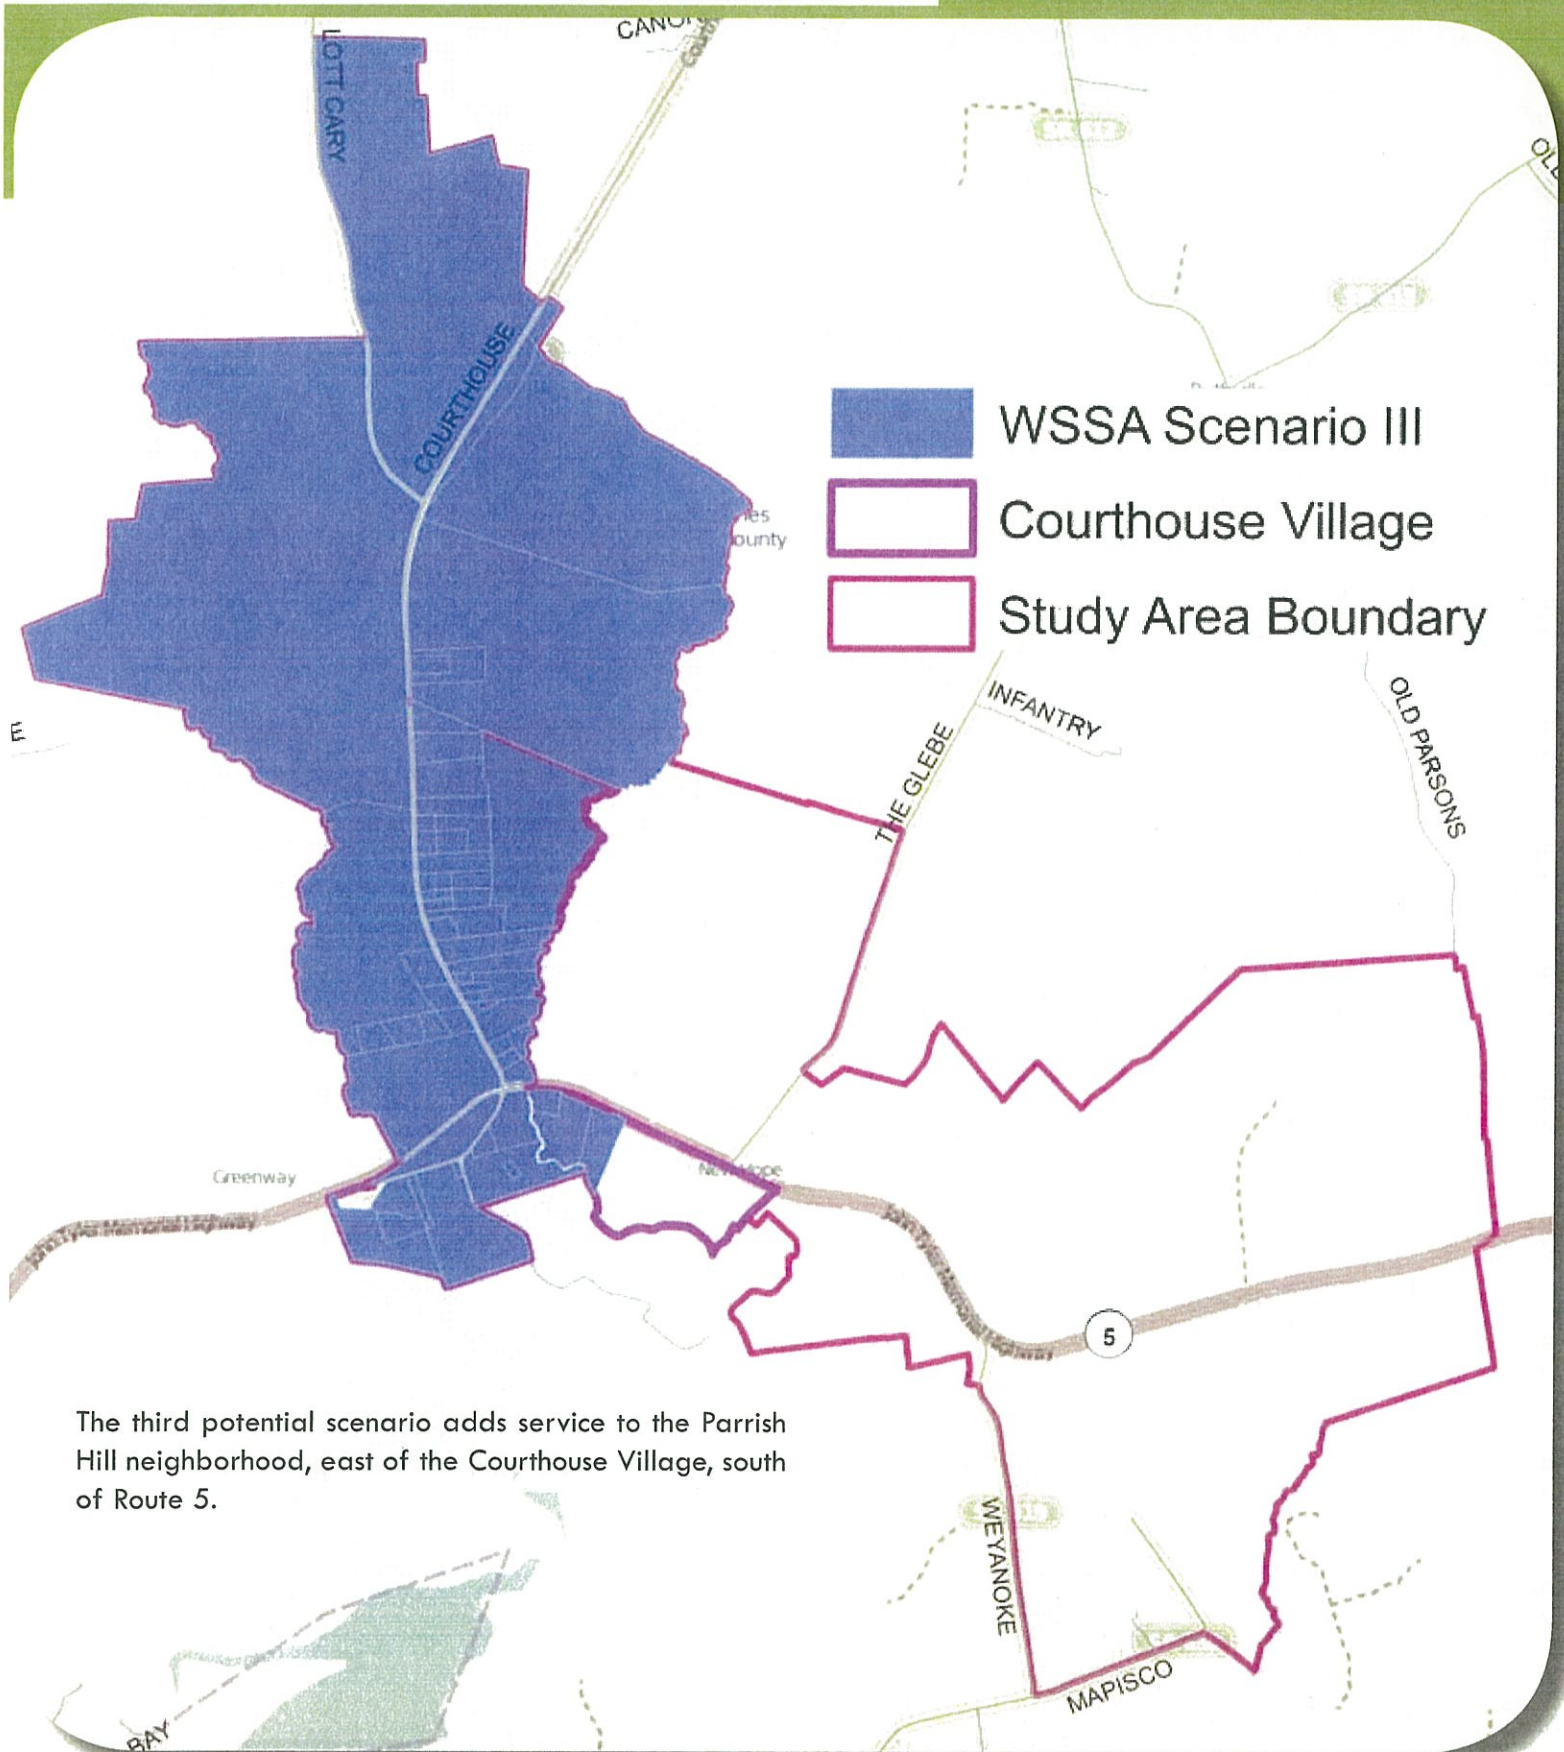 LOTT CARY
COURTHOUSE
WSSA Scenario III
Courthouse Village
Study Area Boundary
INFANTRY
THE GLEBE
OLD PARSONS
E
Greenway
New Hope
5
The third potential scenario adds service to the Parrish
Hill neighborhood, east of the Courthouse Village, south
of Route 5.
WEYANOKE
MAPISCO
BAY